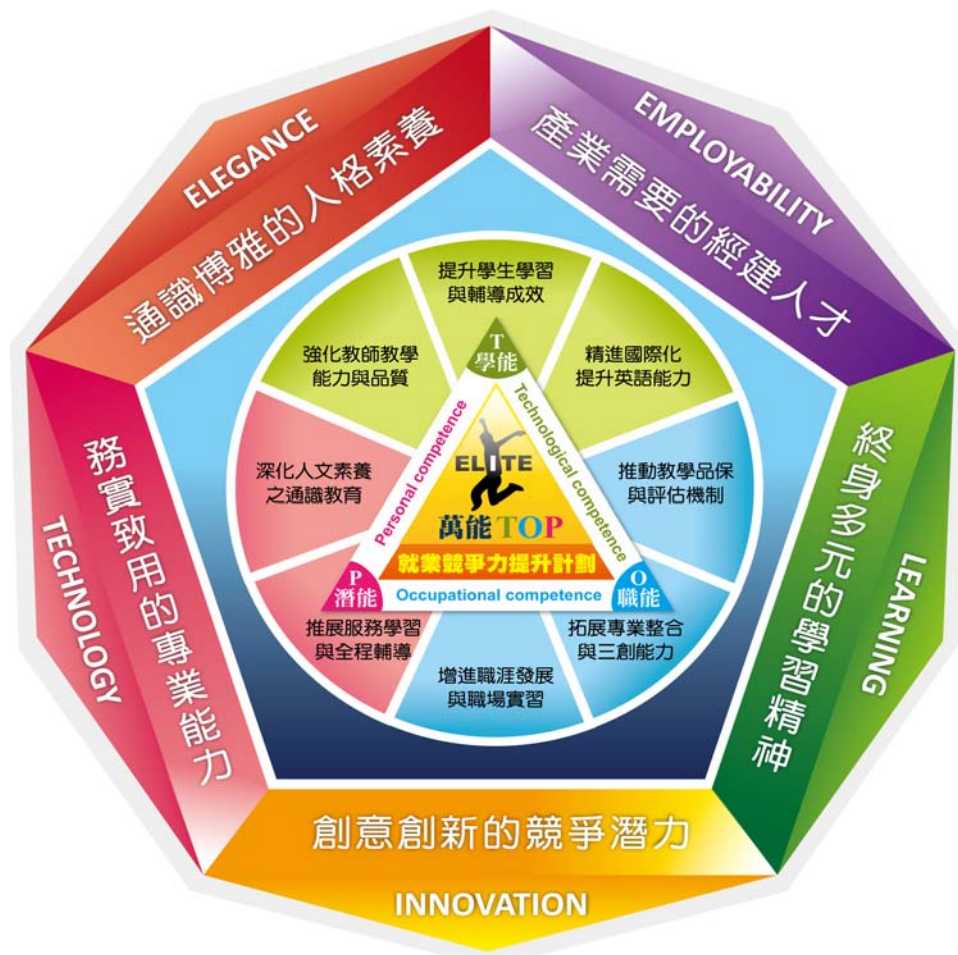 ELEGANCE
通識博雅的人格素養
EMPLOYABILITY
產業需要的經建人才
LEARNING
終身多元的學習精神
INNOVATION
創意創新的競爭潛力
TECHNOLOGY
務實致用的專業能力
提升學生學習
與輔導成效
精進國際化
提升英語能力
推動教學品保
與評估機制
拓展專業整合
與三創能力
增進職涯發展
與職場實習
推展服務學習
與全程輔導
深化人文素養
之通識教育
強化教師教學
能力與品質
T
學能
Technological competence
O
職能
Occupational competence
P
潛能
Personal competence
ELITE
萬能TOP
就業競爭力提升計劃